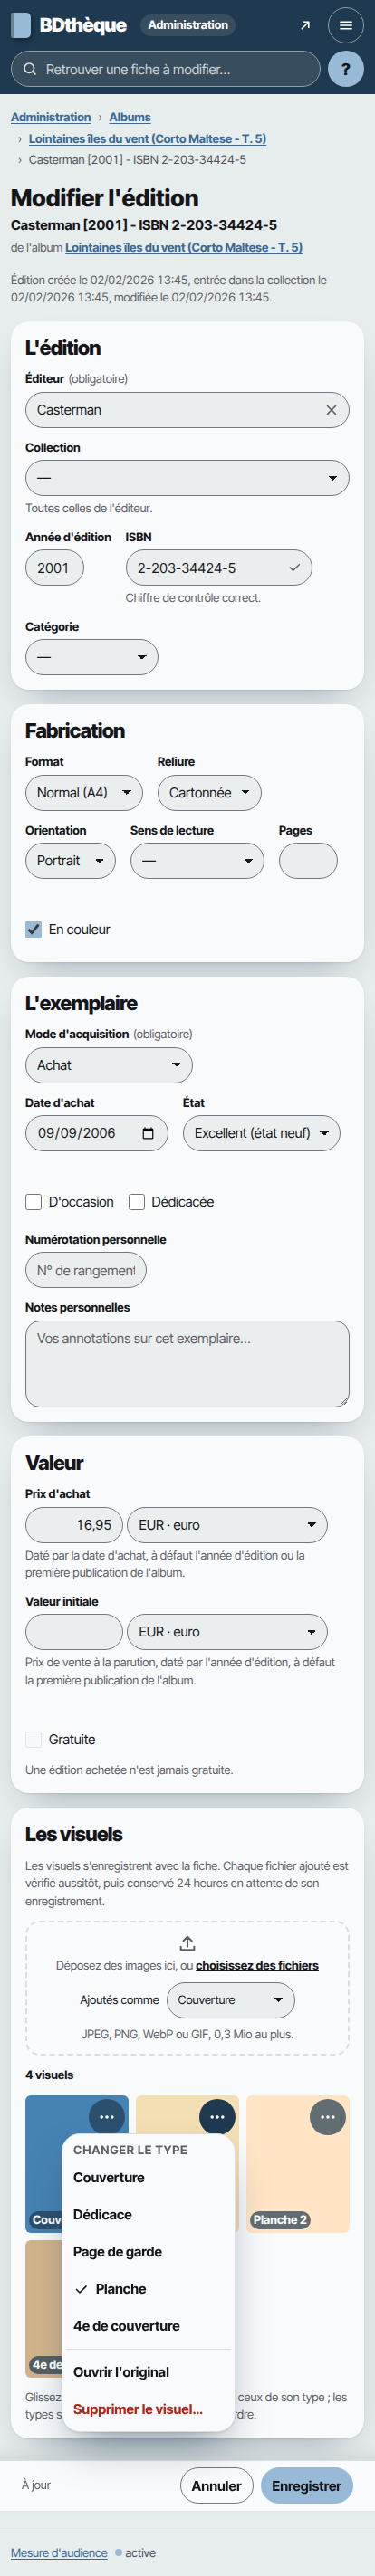 BDthèque Administration
Retrouver une fiche à modifier... ?
Administration › Albums
› Lointaines îles du vent (Corto Maltese - T. 5)
› Casterman [2001] - ISBN 2-203-34424-5
Modifier l'édition
Casterman [2001] - ISBN 2-203-34424-5
de l'album Lointaines îles du vent (Corto Maltese - T. 5)
Édition créée le 02/02/2026 13:45, entrée dans la collection le
02/02/2026 13:45, modifiée le 02/02/2026 13:45.
L'édition
Éditeur (obligatoire)
Casterman
Collection
—
Toutes celles de l'éditeur.
Année d'édition ISBN
2001 2-203-34424-5
Chiffre de contrôle correct.
Catégorie
—
Fabrication
Format Reliure
Normal (A4) Cartonnée
Orientation Sens de lecture Pages
Portrait —
En couleur
L'exemplaire
Mode d'acquisition (obligatoire)
Achat
Date d'achat État
09/09/2006 Excellent (état neuf)
D'occasion Dédicacée
Numérotation personnelle
N° de rangement
Notes personnelles
Vos annotations sur cet exemplaire...
Valeur
Prix d'achat
16,95 EUR · euro
Daté par la date d'achat, à défaut l'année d'édition ou la
première publication de l'album.
Valeur initiale
EUR · euro
Prix de vente à la parution, daté par l'année d'édition, à défaut
la première publication de l'album.
Gratuite
Une édition achetée n'est jamais gratuite.
Les visuels
Les visuels s'enregistrent avec la fiche. Chaque fichier ajouté est
vérifié aussitôt, puis conservé 24 heures en attente de son
enregistrement.
Déposez des images ici, ou choisissez des fichiers
Ajoutés comme Couverture
JPEG, PNG, WebP ou GIF, 0,3 Mio au plus.
4 visuels
CHANGER LE TYPE
Couverture
Dédicace
Page de garde
Planche
4e de couverture
Ouvrir l'original
Supprimer le visuel...
Couv
Planche 2
4e de
Glissez ceux de son type ; les
types s rdre.
À jour Annuler Enregistrer
Mesure d'audience active